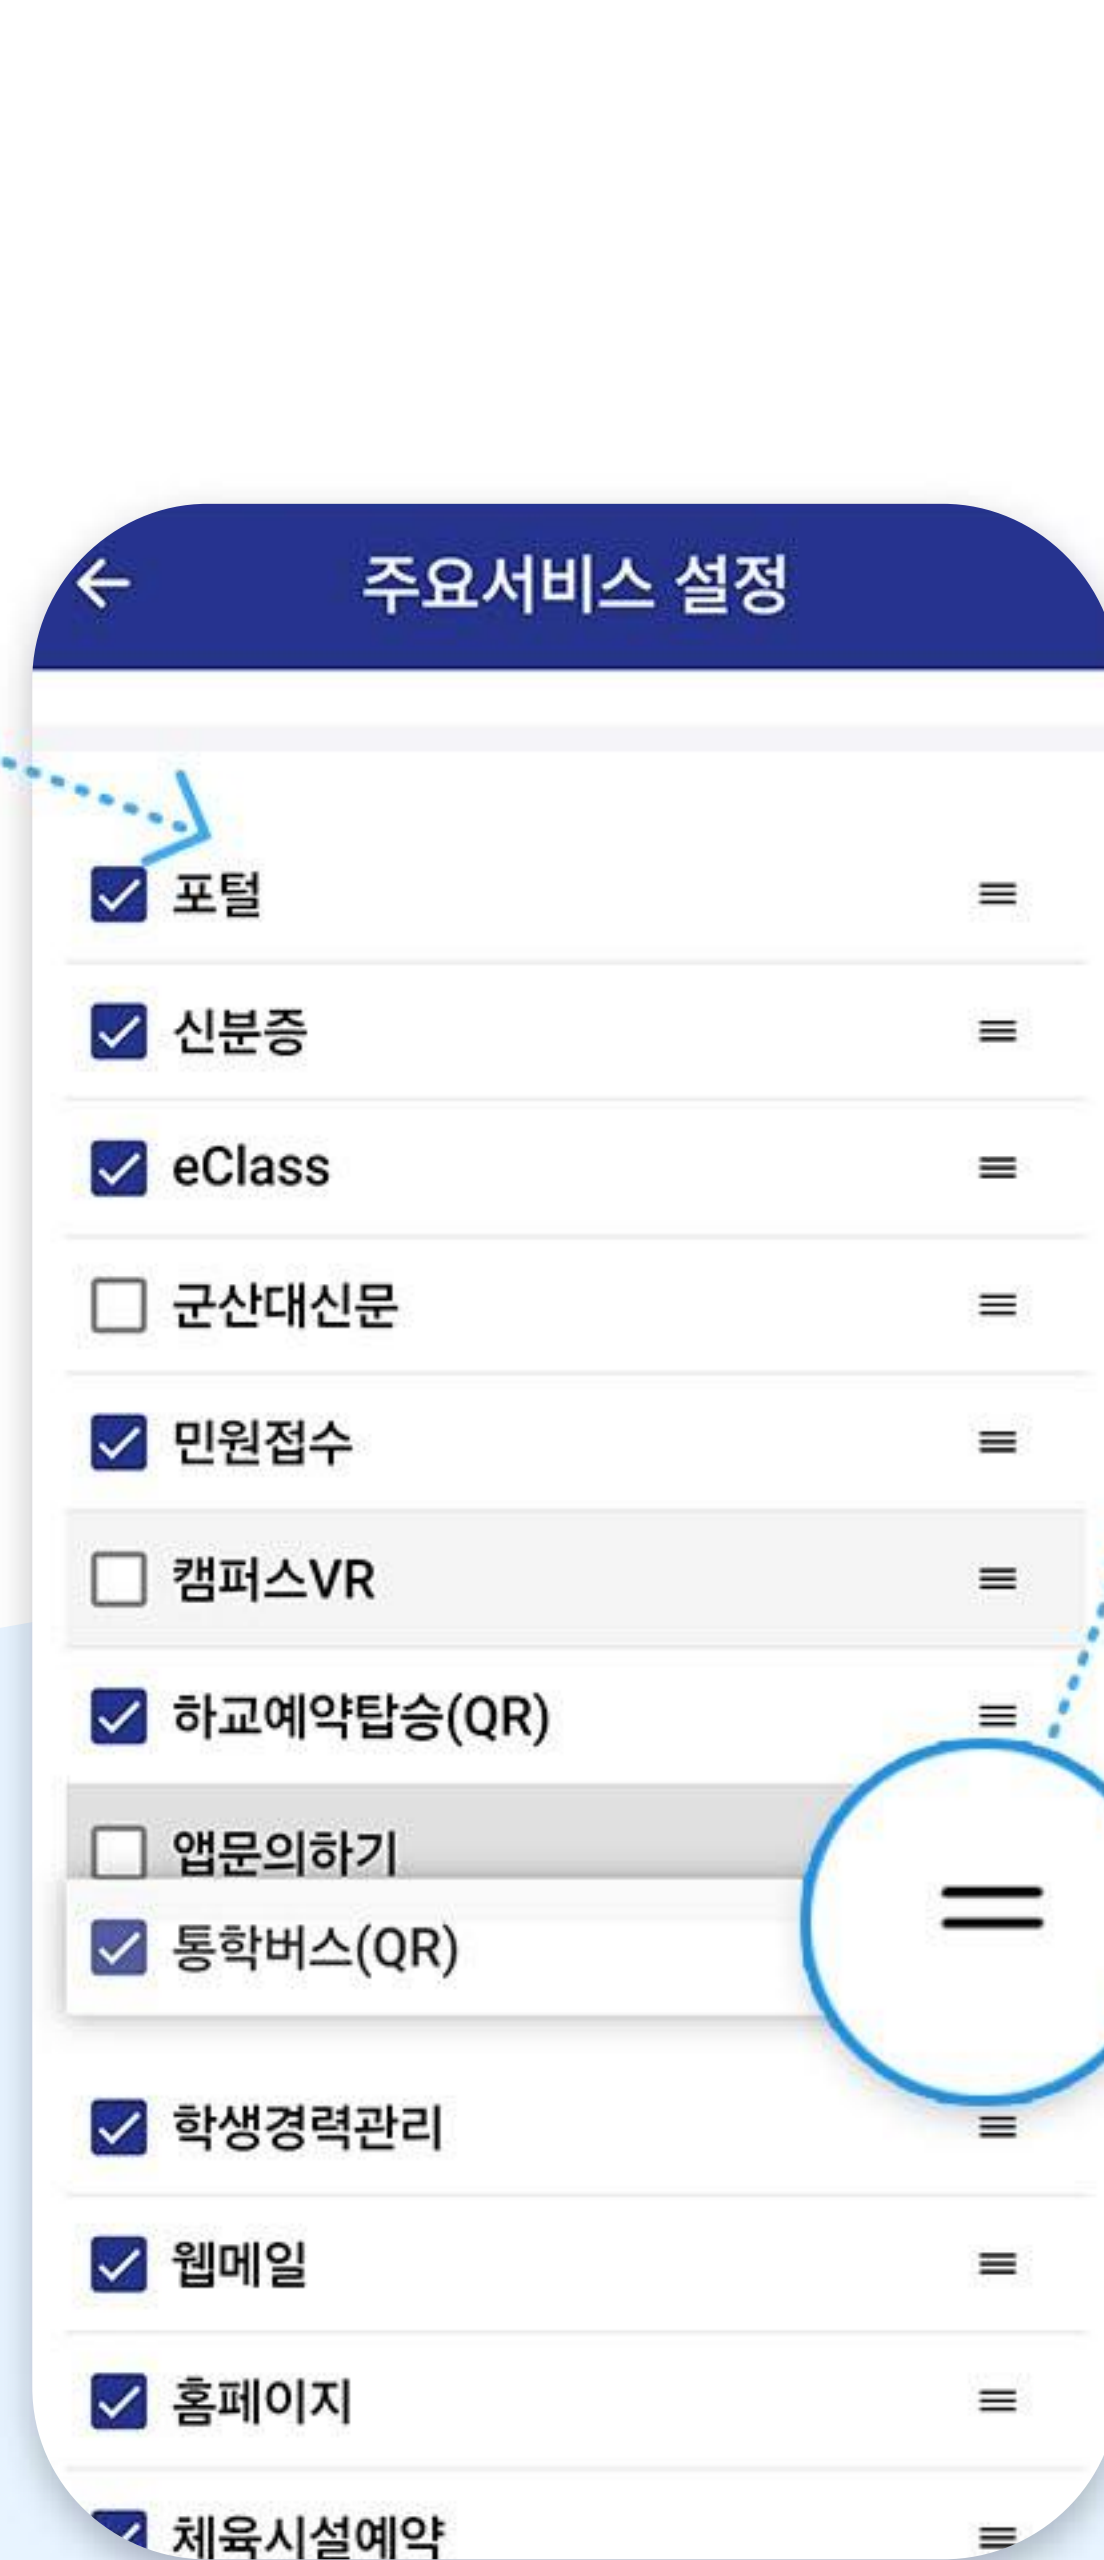 주요서비스 설정
포털
신분증
eClass
군산대신문
민원접수
캠퍼스VR
하교예약탑승(QR)
앱문의하기
통학버스(QR)
학생경력관리
웹메일
홈페이지
체육시설예약